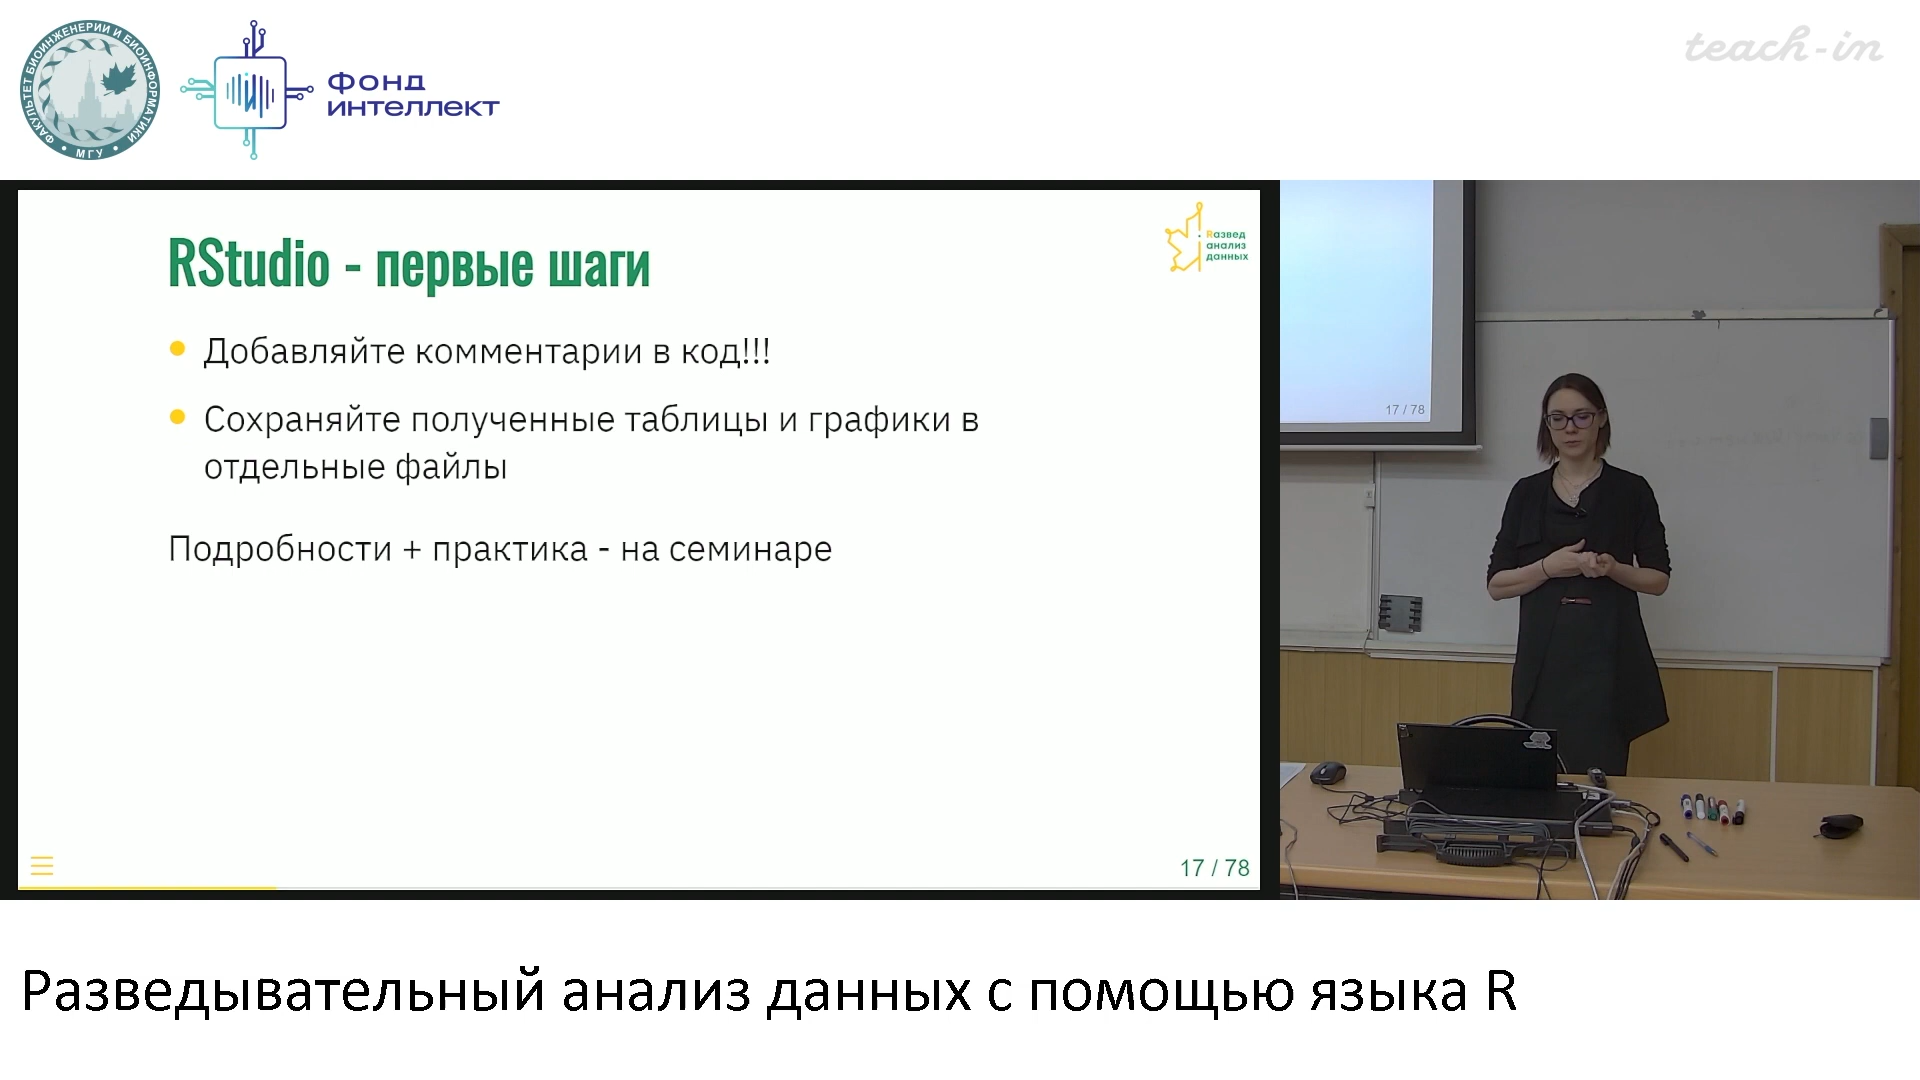 ФАКУЛЬТЕТ БИОИНЖЕНЕРИИ И БИОИНФОРМАТИКИ
• МГУ •
ФОНД
ИНТЕЛЛЕКТ
teach-in
RStudio - первые шаги
Rазвед
анализ
данных
• Добавляйте комментарии в код!!!
• Сохраняйте полученные таблицы и графики в
отдельные файлы
Подробности + практика - на семинаре
17 / 78
17 / 78
Разведывательный анализ данных с помощью языка R